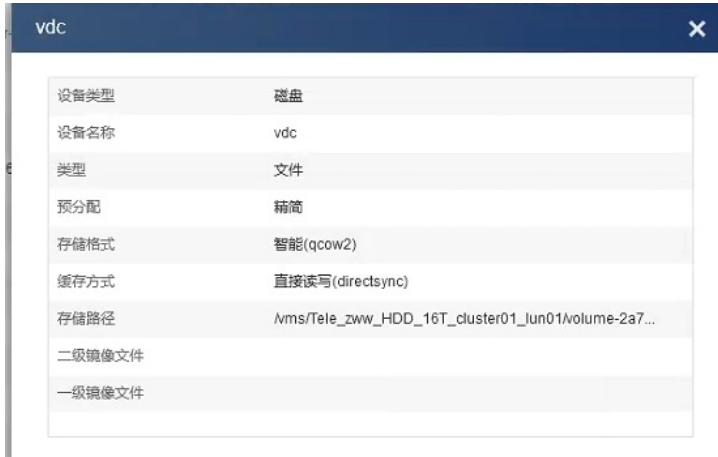 vdc
设备类型 磁盘
设备名称 vdc
类型 文件
预分配 精简
存储格式 智能(qcow2)
缓存方式 直接读写(directsync)
存储路径 /vms/Tele_zww_HDD_16T_cluster01_lun01/volume-2a7...
二级镜像文件
一级镜像文件